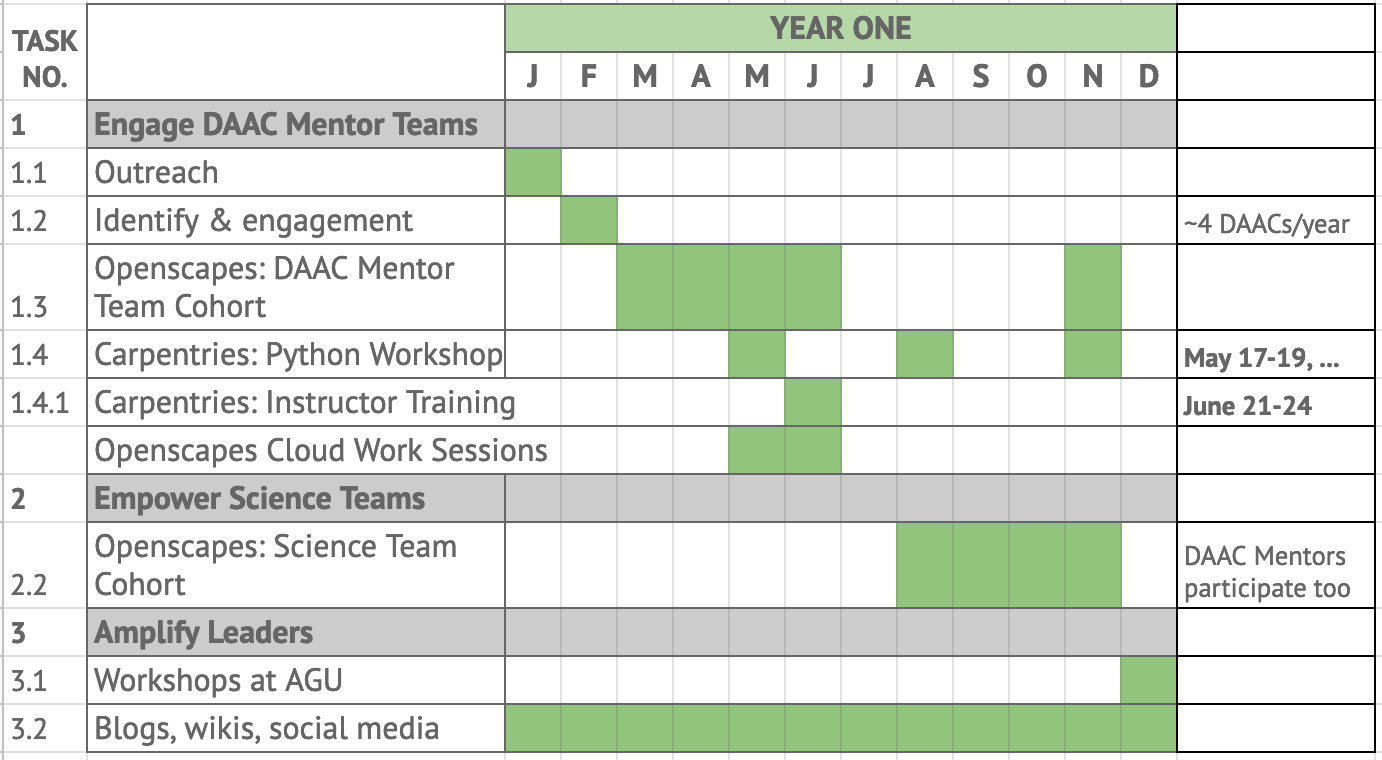 TASK NO.
YEAR ONE
J F M A M J J A S O N D
1 Engage DAAC Mentor Teams
1.1 Outreach
1.2 Identify & engagement ~4 DAACs/year
Openscapes: DAAC Mentor
1.3 Team Cohort
1.4 Carpentries: Python Workshop May 17-19, ...
1.4.1 Carpentries: Instructor Training June 21-24
Openscapes Cloud Work Sessions
2 Empower Science Teams
Openscapes: Science Team DAAC Mentors
2.2 Cohort participate too
3 Amplify Leaders
3.1 Workshops at AGU
3.2 Blogs, wikis, social media